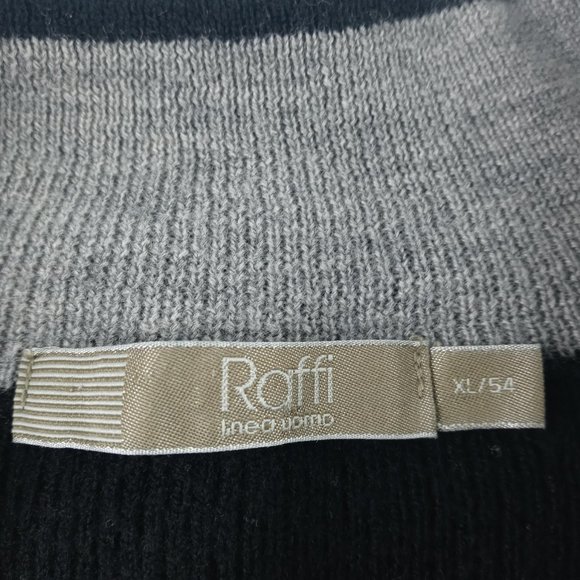 Raffi
linea uomo
XL/54